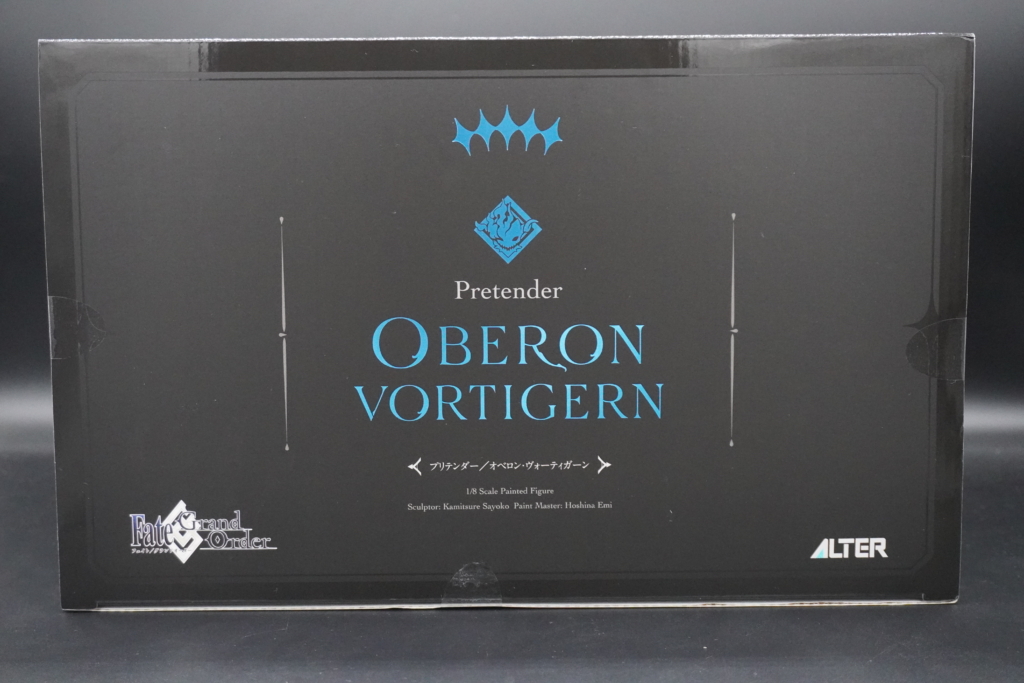 Pretender
OBERON
VORTIGERN
プリテンダー／オベロン・ヴォーティガーン
1/8 Scale Painted Figure
Sculptor: Kamitsure Sayoko Paint Master: Hoshina Emi
Fate Grand Order
ALTER